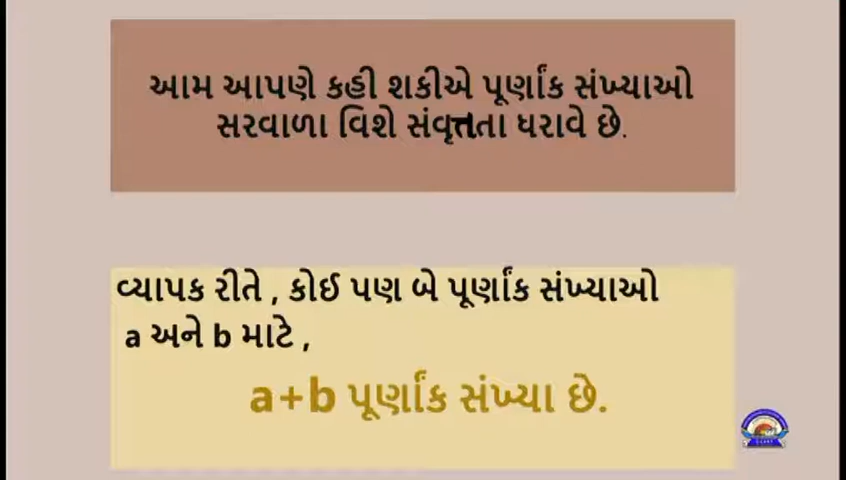 આમ આપણે કહી શકીએ પૂર્ણાંક સંખ્યાઓ
સરવાળા વિશે સંવૃત્તતા ધરાવે છે.
વ્યાપક રીતે , કોઈ પણ બે પૂર્ણાંક સંખ્યાઓ
a અને b માટે ,
a+b પૂર્ણાંક સંખ્યા છે.